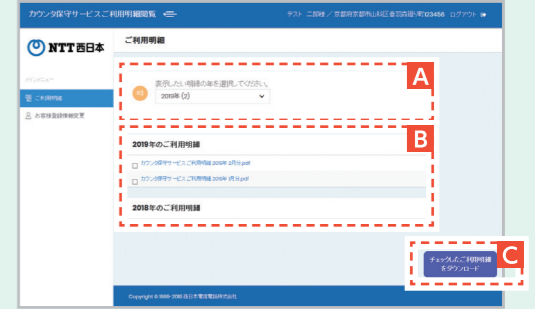 カウンタ保守サービスご利用明細閲覧
テスト 二郎様 / 京都府京都市山科区 123456 ログアウト
NTT西日本
ご利用明細
メインメニュー
ご利用明細
お客様登録情報変更
A
表示したい明細の年を選択してください。
2019年 (2)
B
2019年のご利用明細
カウンタ保守サービスご利用明細 2019年 2月分.pdf
カウンタ保守サービスご利用明細 2019年 1月分.pdf
2018年のご利用明細
C
チェックしたご利用明細
をダウンロード
Copyright © 1999-2019 西日本電信電話株式会社